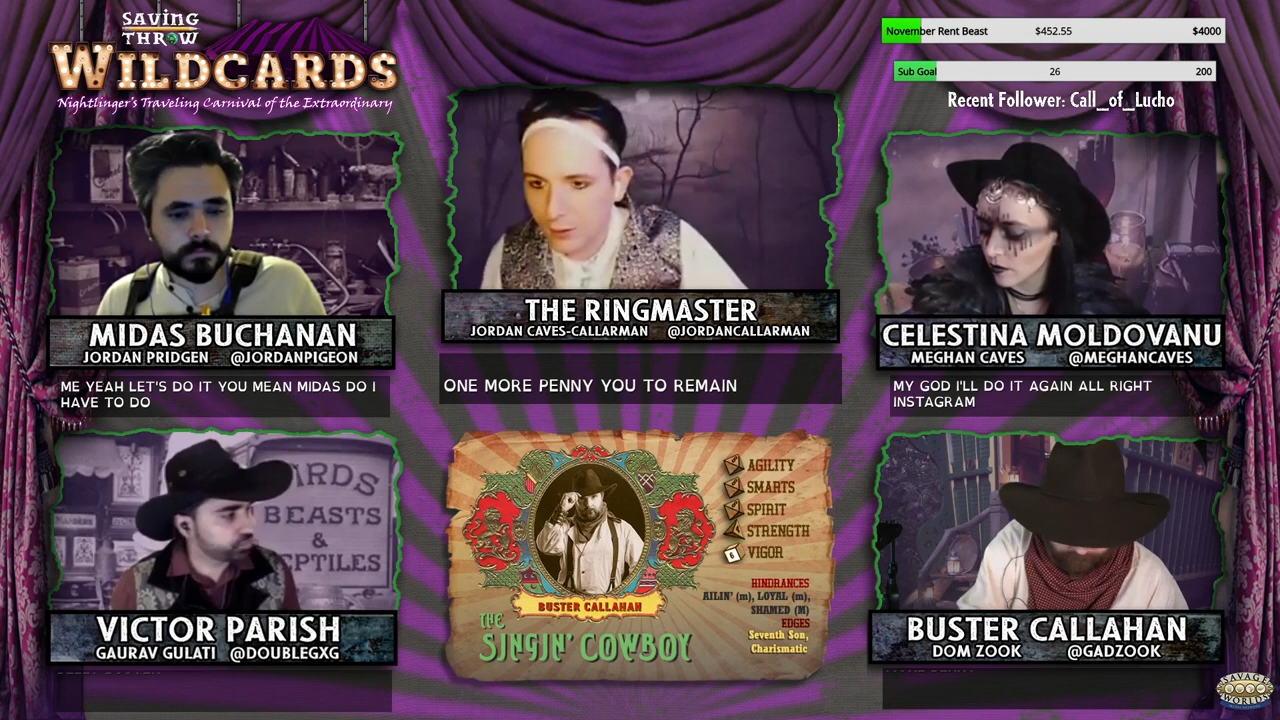 SAVING
THROW
WILDCARDS
Nightlinger's Traveling Carnival of the Extraordinary
November Rent Beast $452.55 $4000
Sub Goal 26 200
Recent Follower: Call_of_Lucho
MIDAS BUCHANAN
JORDAN PRIDGEN @JORDANPIGEON
ME YEAH LET'S DO IT YOU MEAN MIDAS DO I
HAVE TO DO
THE RINGMASTER
JORDAN CAVES-CALLARMAN @JORDANCALLARMAN
ONE MORE PENNY YOU TO REMAIN
CELESTINA MOLDOVANU
MEGHAN CAVES @MEGHANCAVES
MY GOD I'LL DO IT AGAIN ALL RIGHT
INSTAGRAM
BEASTS
&
VICTOR PARISH
GAURAV GULATI @DOUBLEGXG
AGILITY
SMARTS
SPIRIT
STRENGTH
6 VIGOR
HINDRANCES
AILIN' (m), LOYAL (m),
SHAMED (M)
EDGES
Seventh Son,
Charismatic
BUSTER CALLAHAN
THE
SINGIN' COWBOY
BUSTER CALLAHAN
DOM ZOOK @GADZOOK
SAVAGE
WORLDS